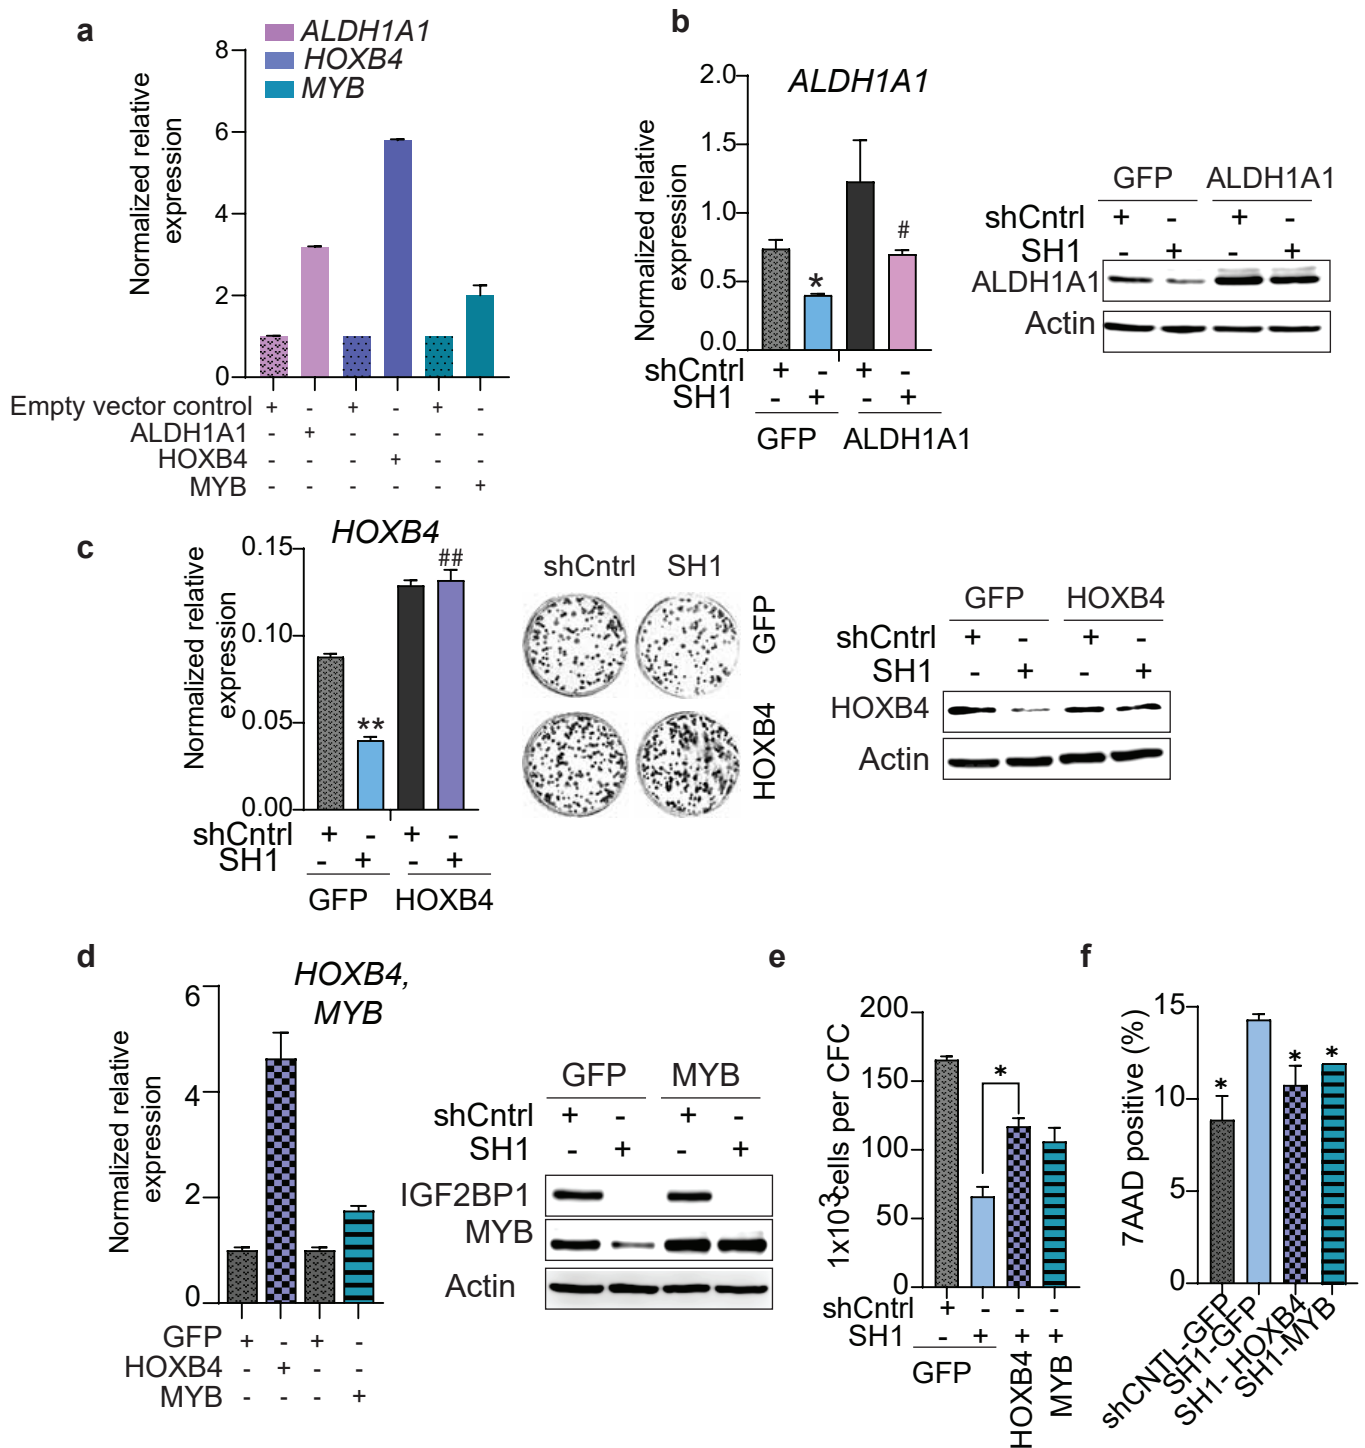 a
ALDH1A1
HOXB4
MYB
Normalized relative
expression
8
6
4
2
0
Empty vector control + - + - + -
ALDH1A1 - + - - - -
HOXB4 - - - + - -
MYB - - - - - +
b
ALDH1A1
Normalized relative
expression
2.0
1.5
1.0
0.5
0.0
*
#
shCntrl + - + -
SH1 - + - +
GFP ALDH1A1
GFP ALDH1A1
shCntrl + - + -
SH1 - + - +
ALDH1A1
Actin
c
HOXB4
Normalized relative
expression
0.15
0.10
0.05
0.00
**
##
shCntrl + - + -
SH1 - + - +
GFP HOXB4
shCntrl SH1
GFP
HOXB4
GFP HOXB4
shCntrl + - + -
SH1 - + - +
HOXB4
Actin
d
HOXB4,
MYB
Normalized relative
expression
6
4
2
0
GFP + - + -
HOXB4 - + - -
MYB - - - +
GFP MYB
shCntrl + - + -
SH1 - + - +
IGF2BP1
MYB
Actin
e
1x10³cells per CFC
200
150
100
50
0
*
shCntrl + - - -
SH1 - + + +
GFP
HOXB4
MYB
f
7AAD positive (%)
15
10
5
0
* * *
shCNTL-GFP
SH1-GFP
SH1- HOXB4
SH1-MYB